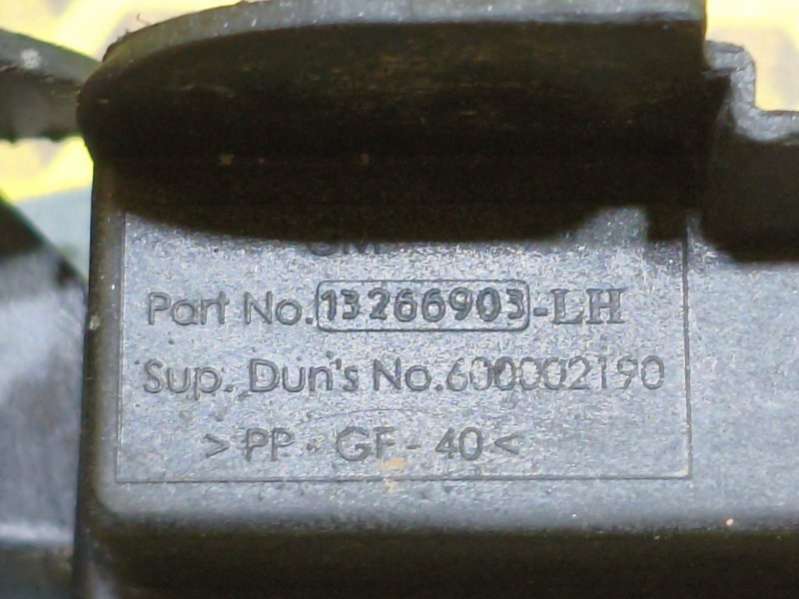 Part No.13266903-LH
Sup. Dun's No.600002190
>PP-GF-40<